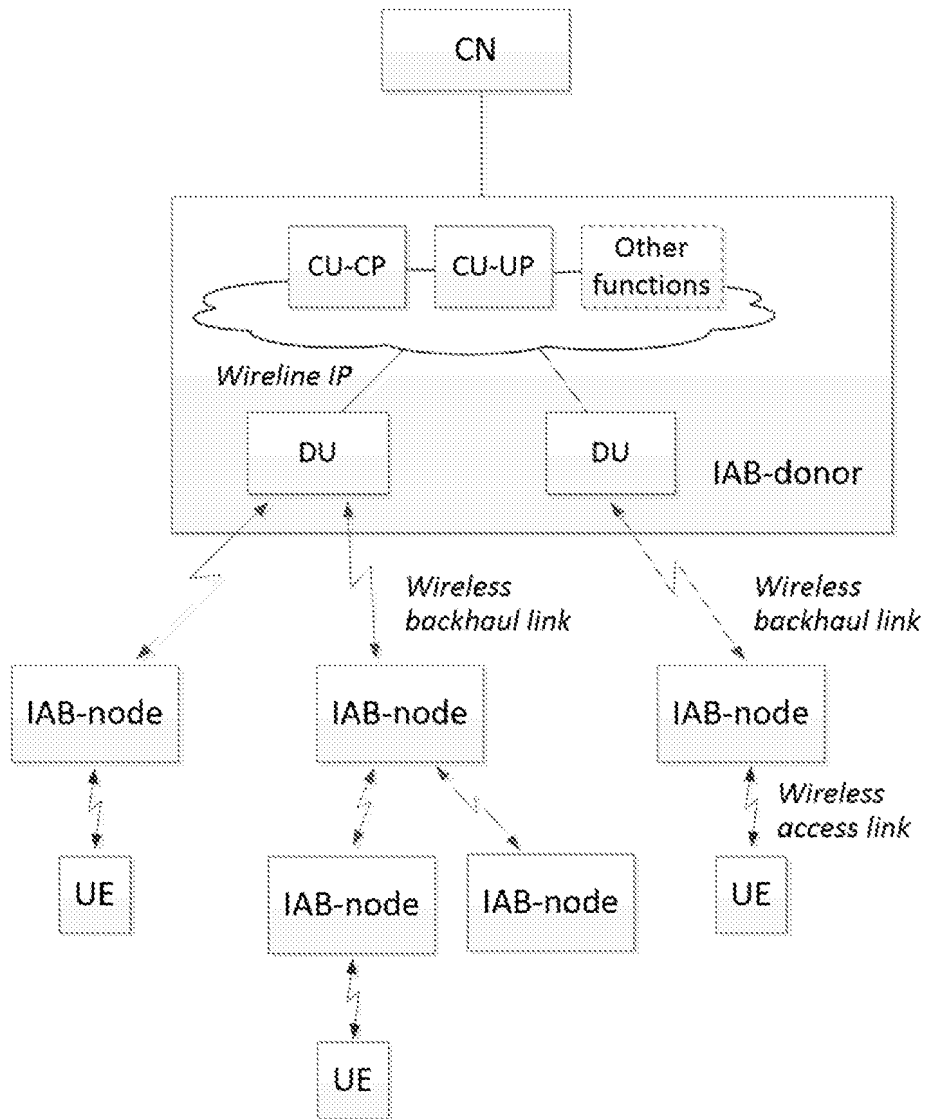 CN
CU-CP
CU-UP
Other
functions
Wireline IP
DU
DU
IAB-donor
Wireless
backhaul link
Wireless
backhaul link
IAB-node
IAB-node
IAB-node
Wireless
access link
UE
IAB-node
IAB-node
UE
UE